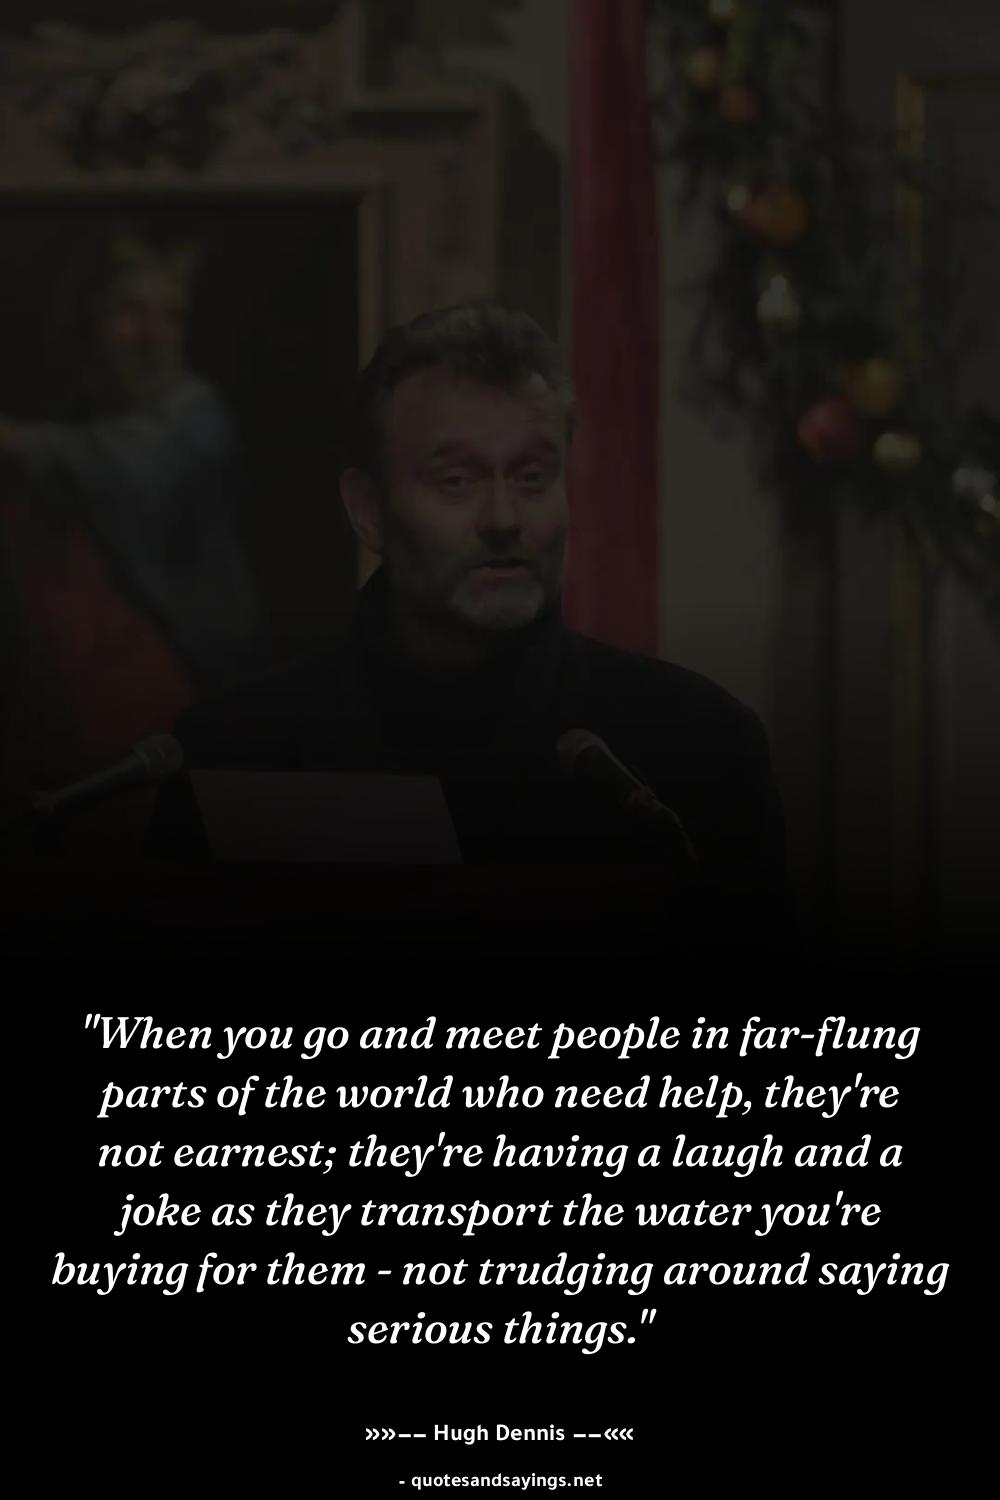 "When you go and meet people in far-flung
parts of the world who need help, they're
not earnest; they're having a laugh and a
joke as they transport the water you're
buying for them - not trudging around saying
serious things."
»»–– Hugh Dennis ––««
- quotesandsayings.net